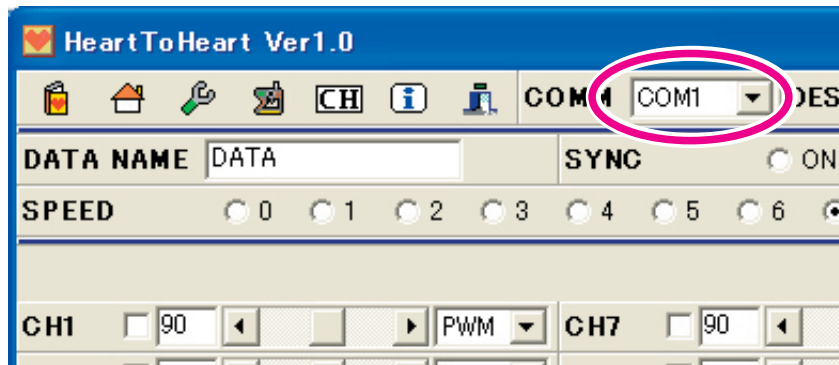 HeartToHeart Ver1.0
CH COMM COM1 DES
DATA NAME DATA SYNC ON
SPEED 0 1 2 3 4 5 6
CH1 90 PWM CH7 90